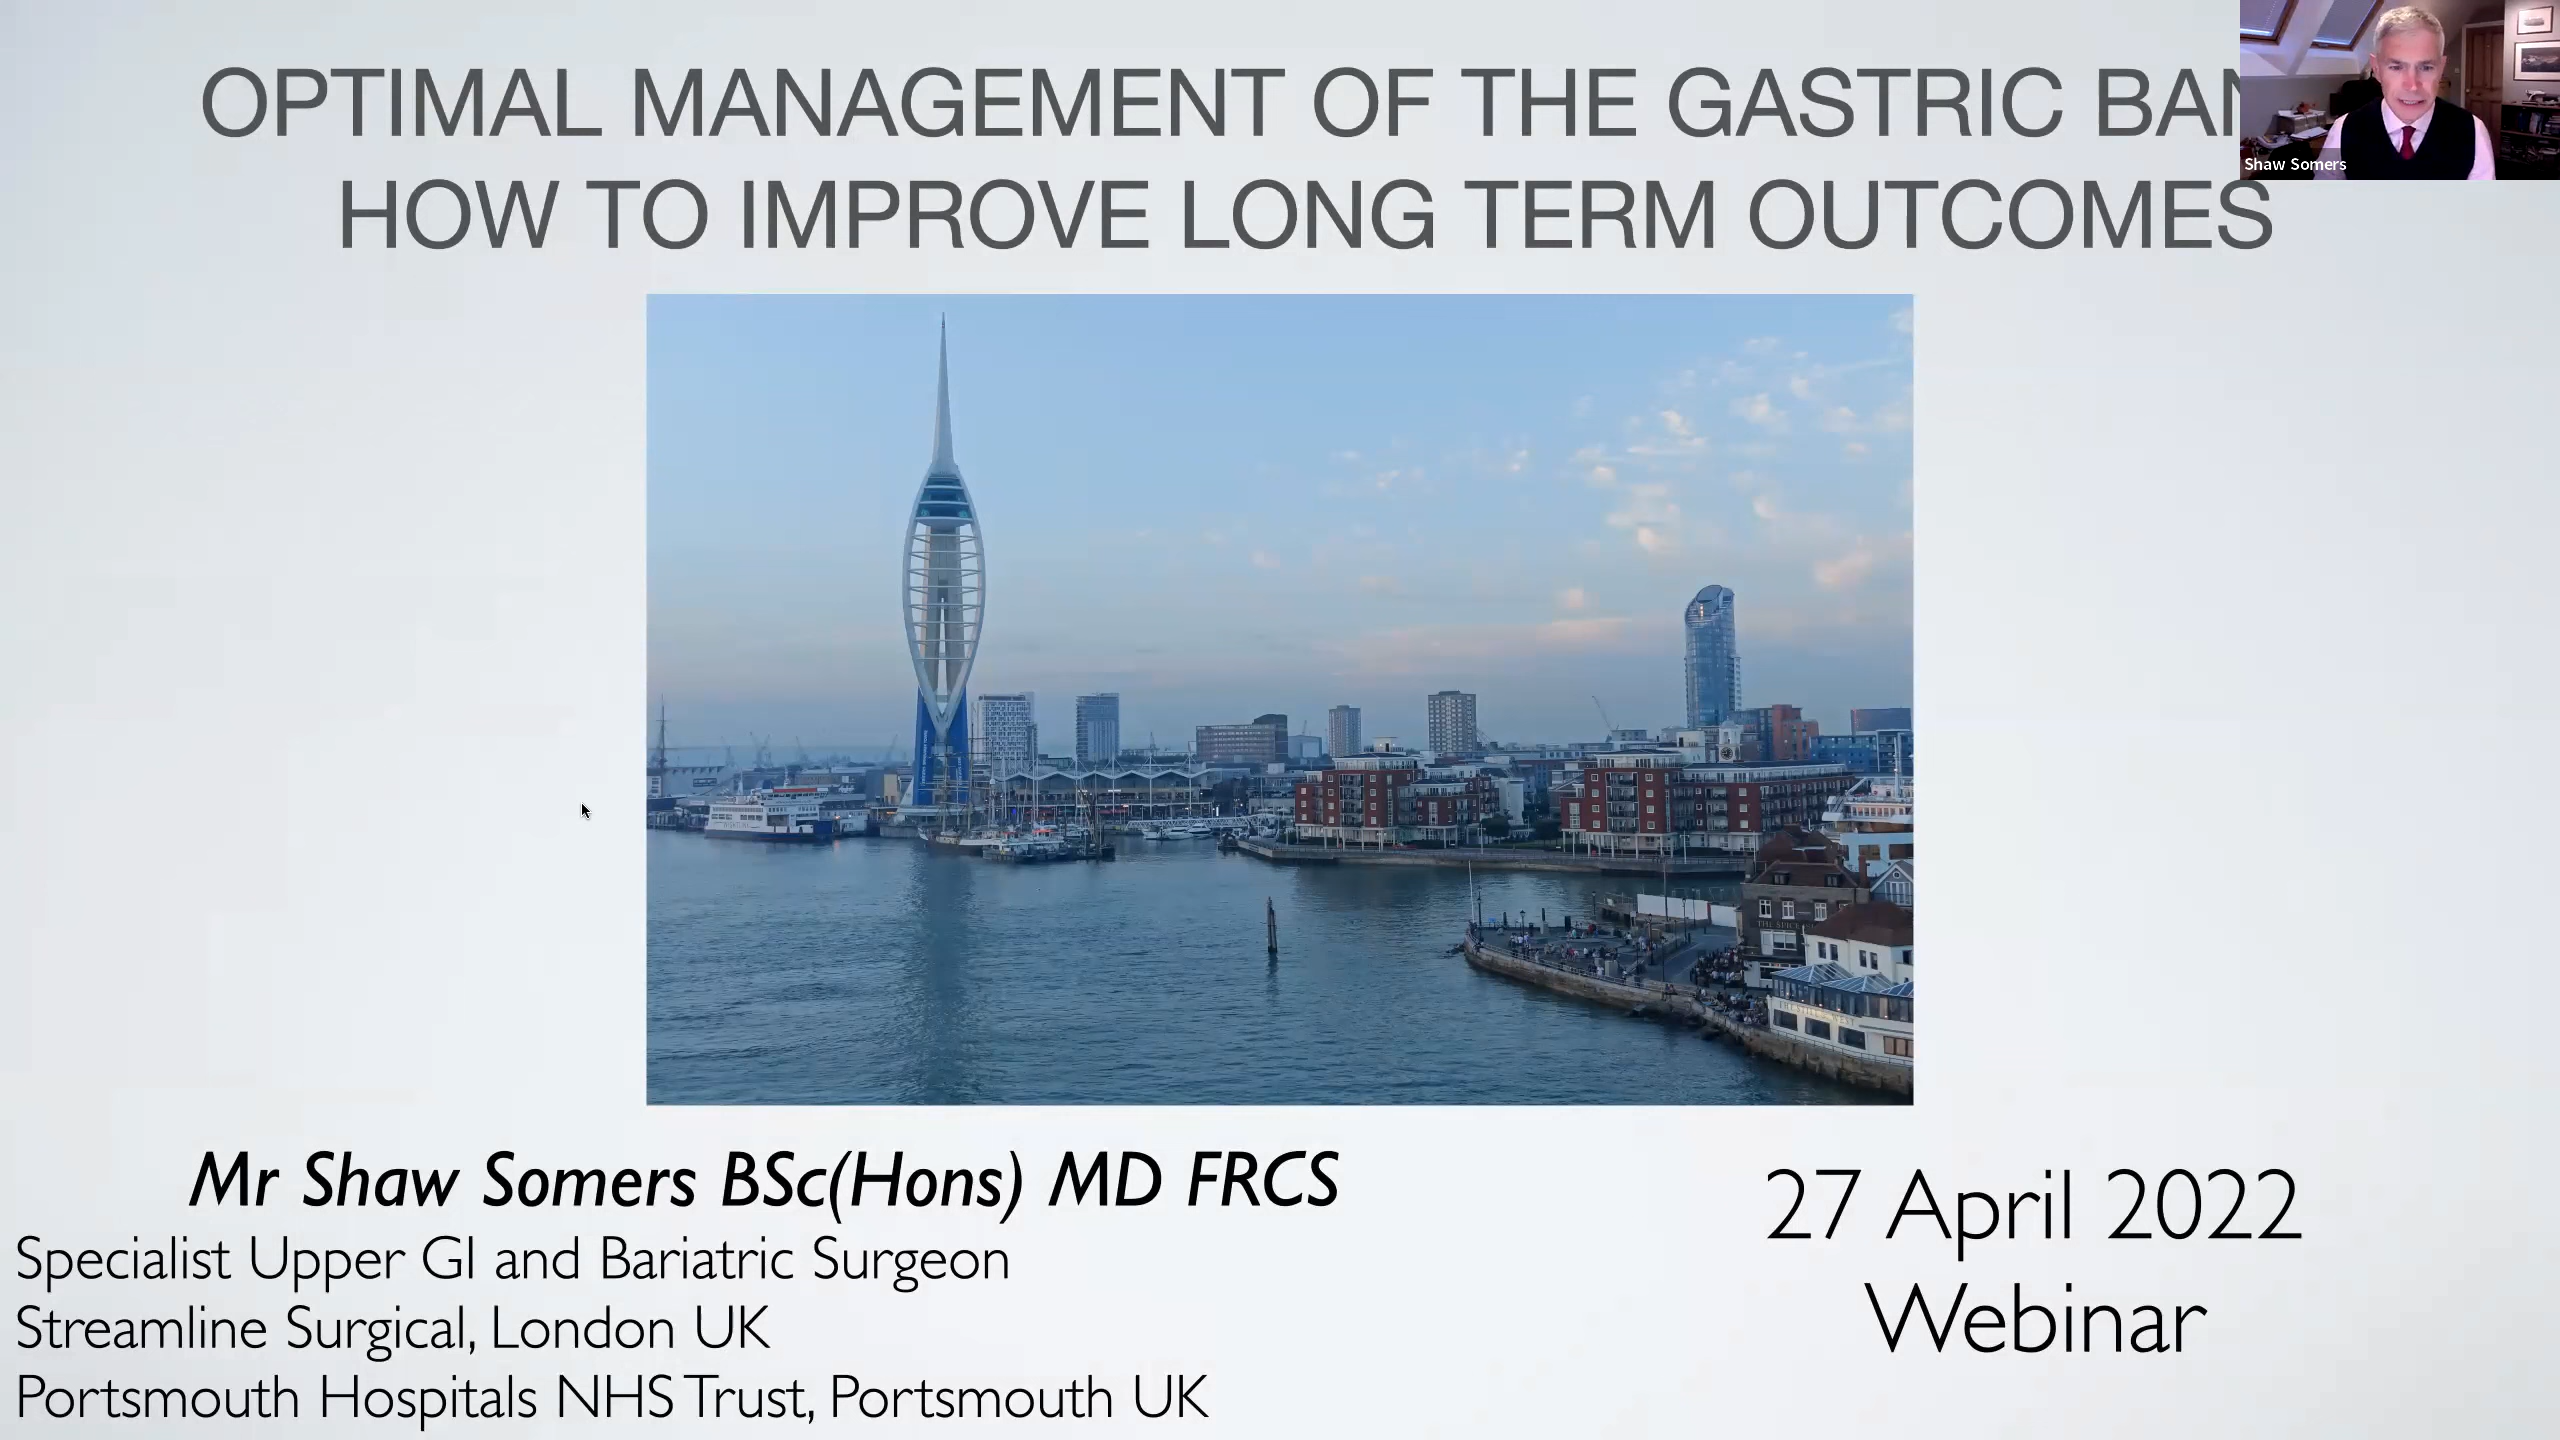 OPTIMAL MANAGEMENT OF THE GASTRIC BAN
HOW TO IMPROVE LONG TERM OUTCOMES
Shaw Somers
Mr Shaw Somers BSc(Hons) MD FRCS
Specialist Upper GI and Bariatric Surgeon
Streamline Surgical, London UK
Portsmouth Hospitals NHS Trust, Portsmouth UK
27 April 2022
Webinar